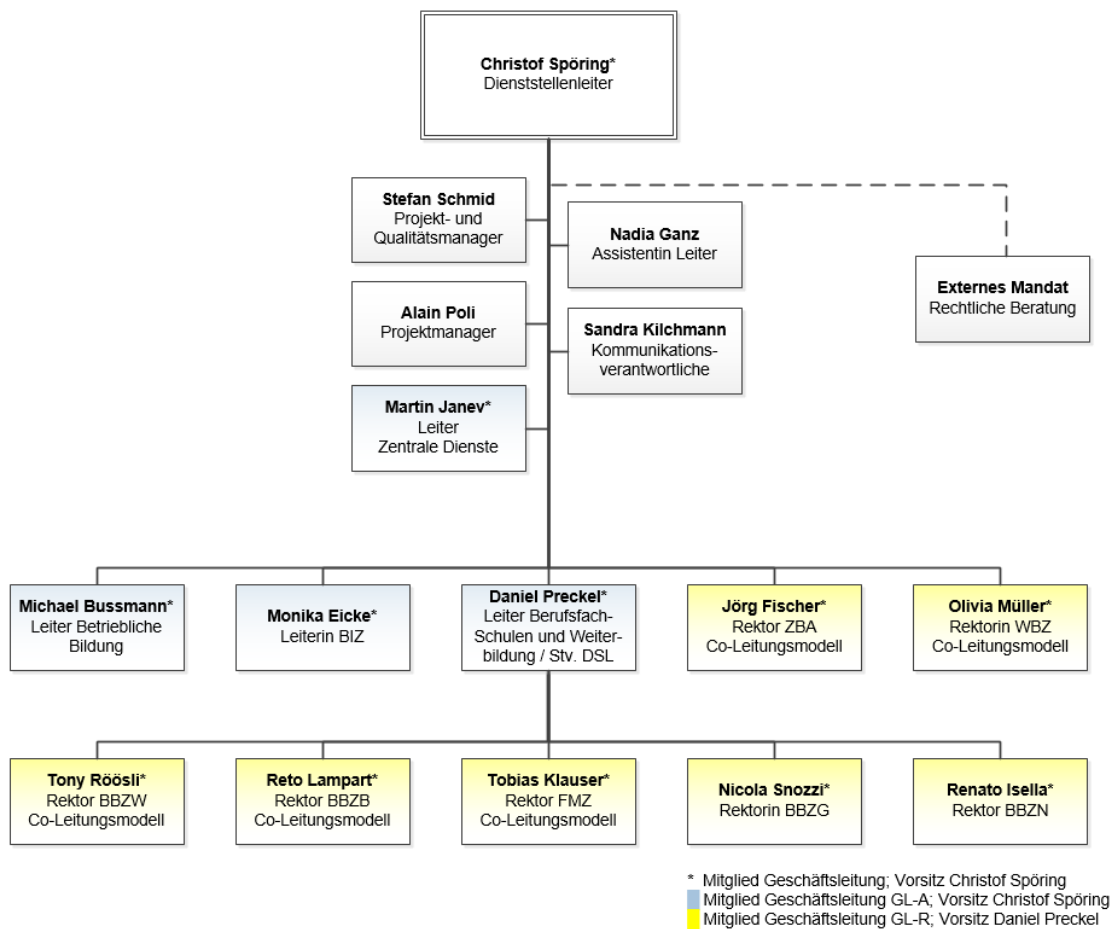 Christof Spöring*
Dienststellenleiter
Stefan Schmid
Projekt- und
Qualitätsmanager
Nadia Ganz
Assistentin Leiter
Externes Mandat
Rechtliche Beratung
Alain Poli
Projektmanager
Sandra Kilchmann
Kommunikations-
verantwortliche
Martin Janev*
Leiter
Zentrale Dienste
Michael Bussmann*
Leiter Betriebliche
Bildung
Monika Eicke*
Leiterin BIZ
Daniel Preckel*
Leiter Berufsfach-
Schulen und Weiter-
bildung / Stv. DSL
Jörg Fischer*
Rektor ZBA
Co-Leitungsmodell
Olivia Müller*
Rektorin WBZ
Co-Leitungsmodell
Tony Röösli*
Rektor BBZW
Co-Leitungsmodell
Reto Lampart*
Rektor BBZB
Co-Leitungsmodell
Tobias Klauser*
Rektor FMZ
Co-Leitungsmodell
Nicola Snozzi*
Rektorin BBZG
Renato Isella*
Rektor BBZN
* Mitglied Geschäftsleitung; Vorsitz Christof Spöring
Mitglied Geschäftsleitung GL-A; Vorsitz Christof Spöring
Mitglied Geschäftsleitung GL-R; Vorsitz Daniel Preckel